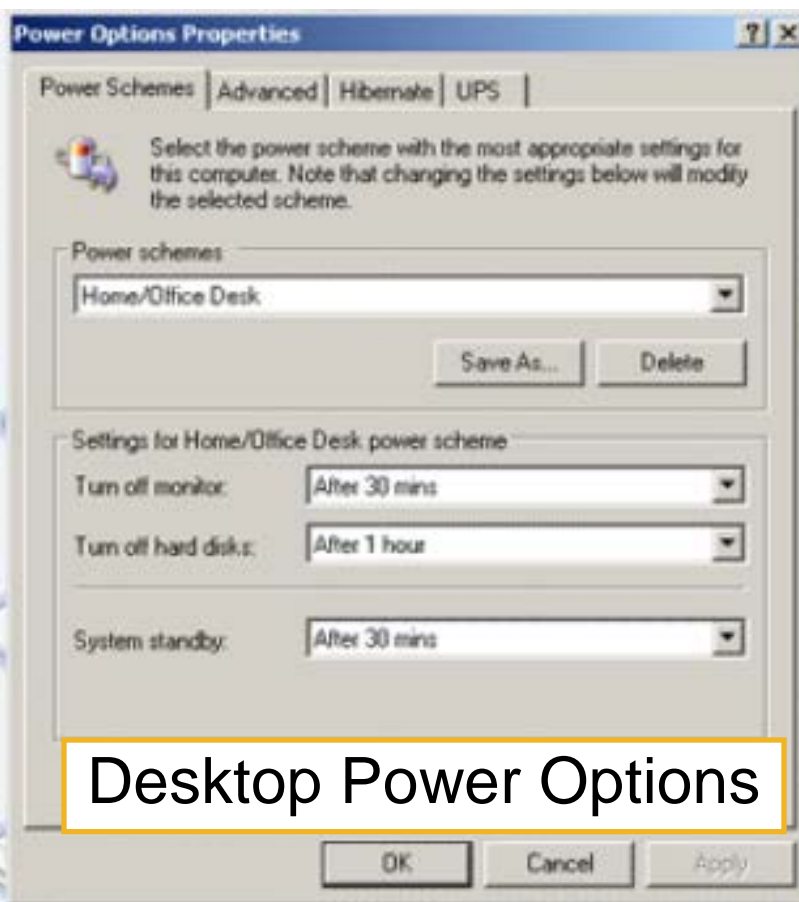 Power Options Properties
Power Schemes Advanced Hibernate UPS
Select the power scheme with the most appropriate settings for
this computer. Note that changing the settings below will modify
the selected scheme.
Power schemes
Home/Office Desk
Save As... Delete
Settings for Home/Office Desk power scheme
Turn off monitor: After 30 mins
Turn off hard disks: After 1 hour
System standby: After 30 mins
Desktop Power Options
OK Cancel Apply